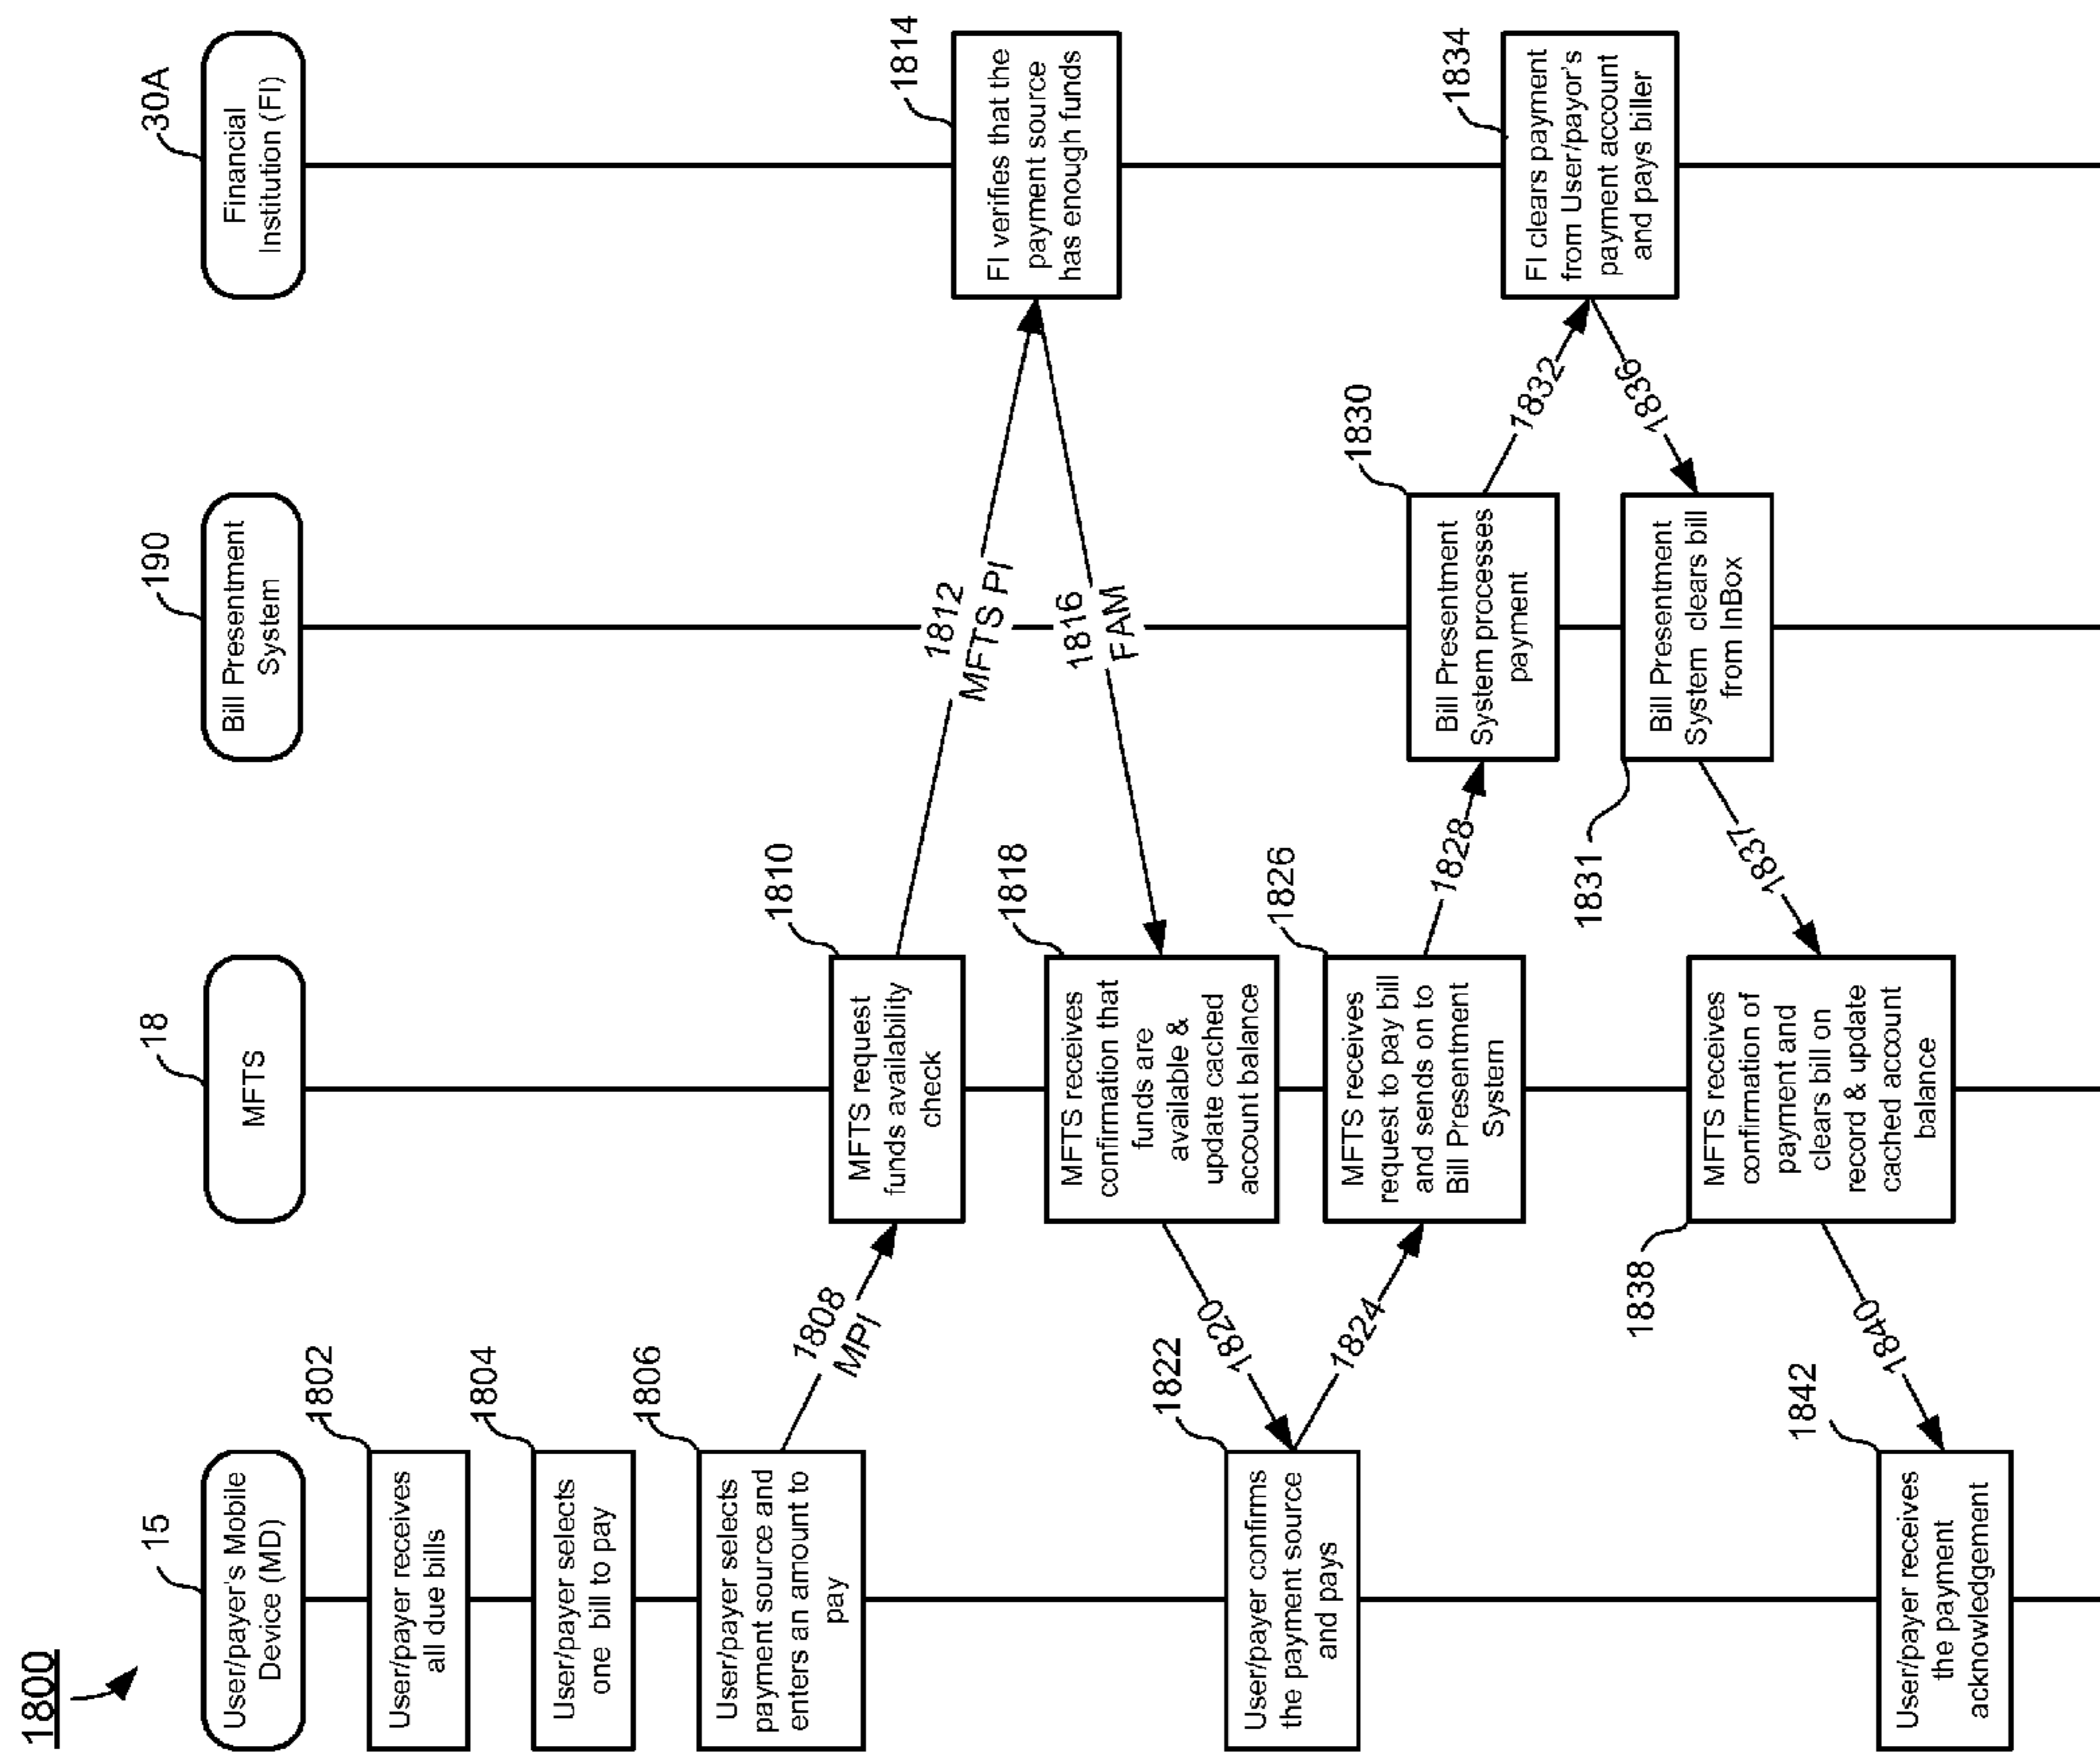 1800
15
User/payer's Mobile
Device (MD)
18
MFTS
190
Bill Presentment
System
30A
Financial
Institution (FI)
1802
User/payer receives
all due bills
1804
User/payer selects
one bill to pay
1806
User/payer selects
payment source and
enters an amount to
pay
1808
MPI
1810
MFTS request
funds availability
check
1812
MFTS PI
1814
FI verifies that the
payment source
has enough funds
1816
FAM
1818
MFTS receives
confirmation that
funds are
available &
update cached
account balance
1820
1822
User/payer confirms
the payment source
and pays
1824
1826
MFTS receives
request to pay bill
and sends on to
Bill Presentment
System
1828
1830
Bill Presentment
System processes
payment
1832
1834
FI clears payment
from User/payor's
payment account
and pays biller
1836
1831
Bill Presentment
System clears bill
from InBox
1837
1838
MFTS receives
confirmation of
payment and
clears bill on
record & update
cached account
balance
1840
1842
User/payer receives
the payment
acknowledgement